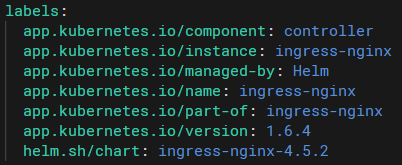 labels:
  app.kubernetes.io/component: controller
  app.kubernetes.io/instance: ingress-nginx
  app.kubernetes.io/managed-by: Helm
  app.kubernetes.io/name: ingress-nginx
  app.kubernetes.io/part-of: ingress-nginx
  app.kubernetes.io/version: 1.6.4
  helm.sh/chart: ingress-nginx-4.5.2